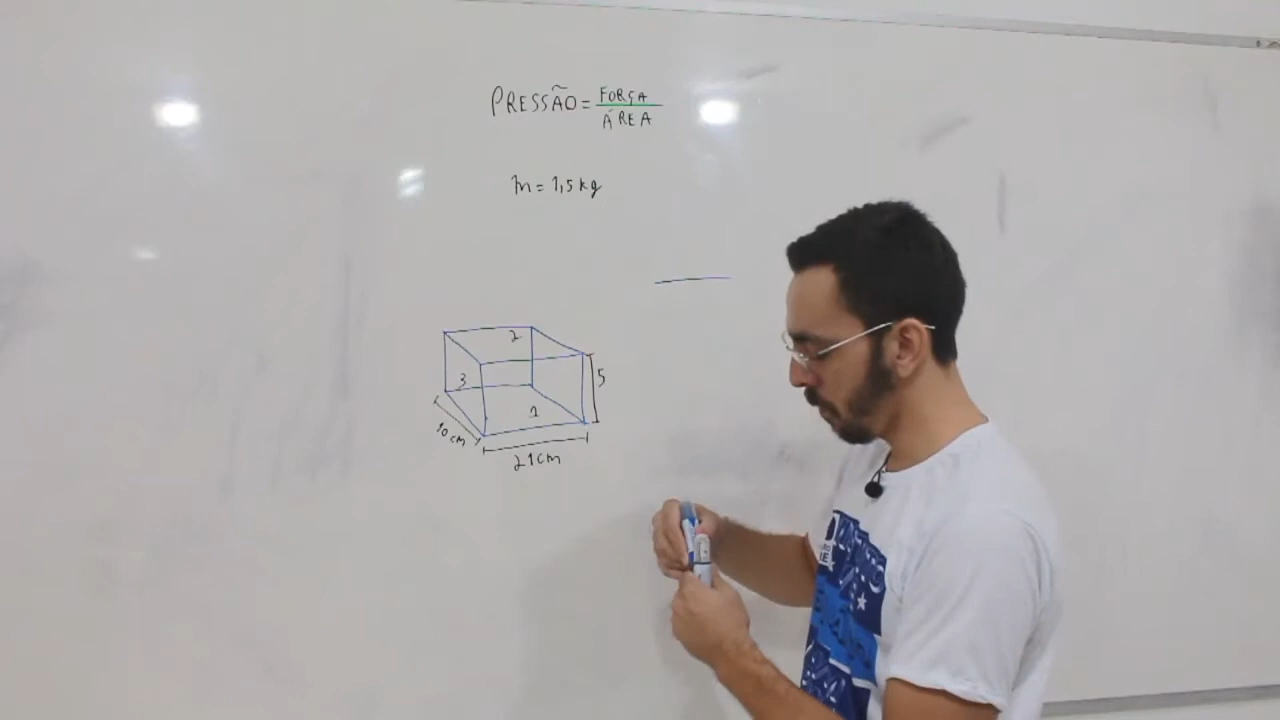 PRESSÃO = FORÇA
ÁREA
m = 1,5 kg
2
3
5
1
10 cm
21 cm